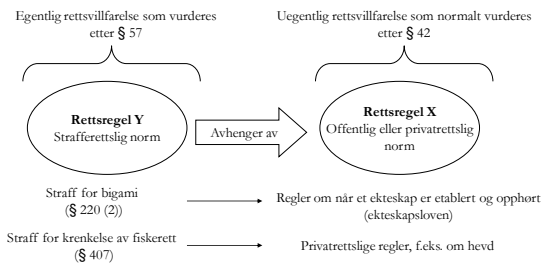 Egentlig rettsvillfarelse som vurderes
etter § 57
Uegentlig rettsvillfarelse som normalt vurderes
etter § 42
Rettsregel Y
Strafferettslig norm
Avhenger av
Rettsregel X
Offentlig eller privatrettslig
norm
Straff for bigami
(§ 220 (2))
Regler om når et ekteskap er etablert og opphørt
(ekteskapsloven)
Straff for krenkelse av fiskerett
(§ 407)
Privatrettslige regler, f.eks. om hevd